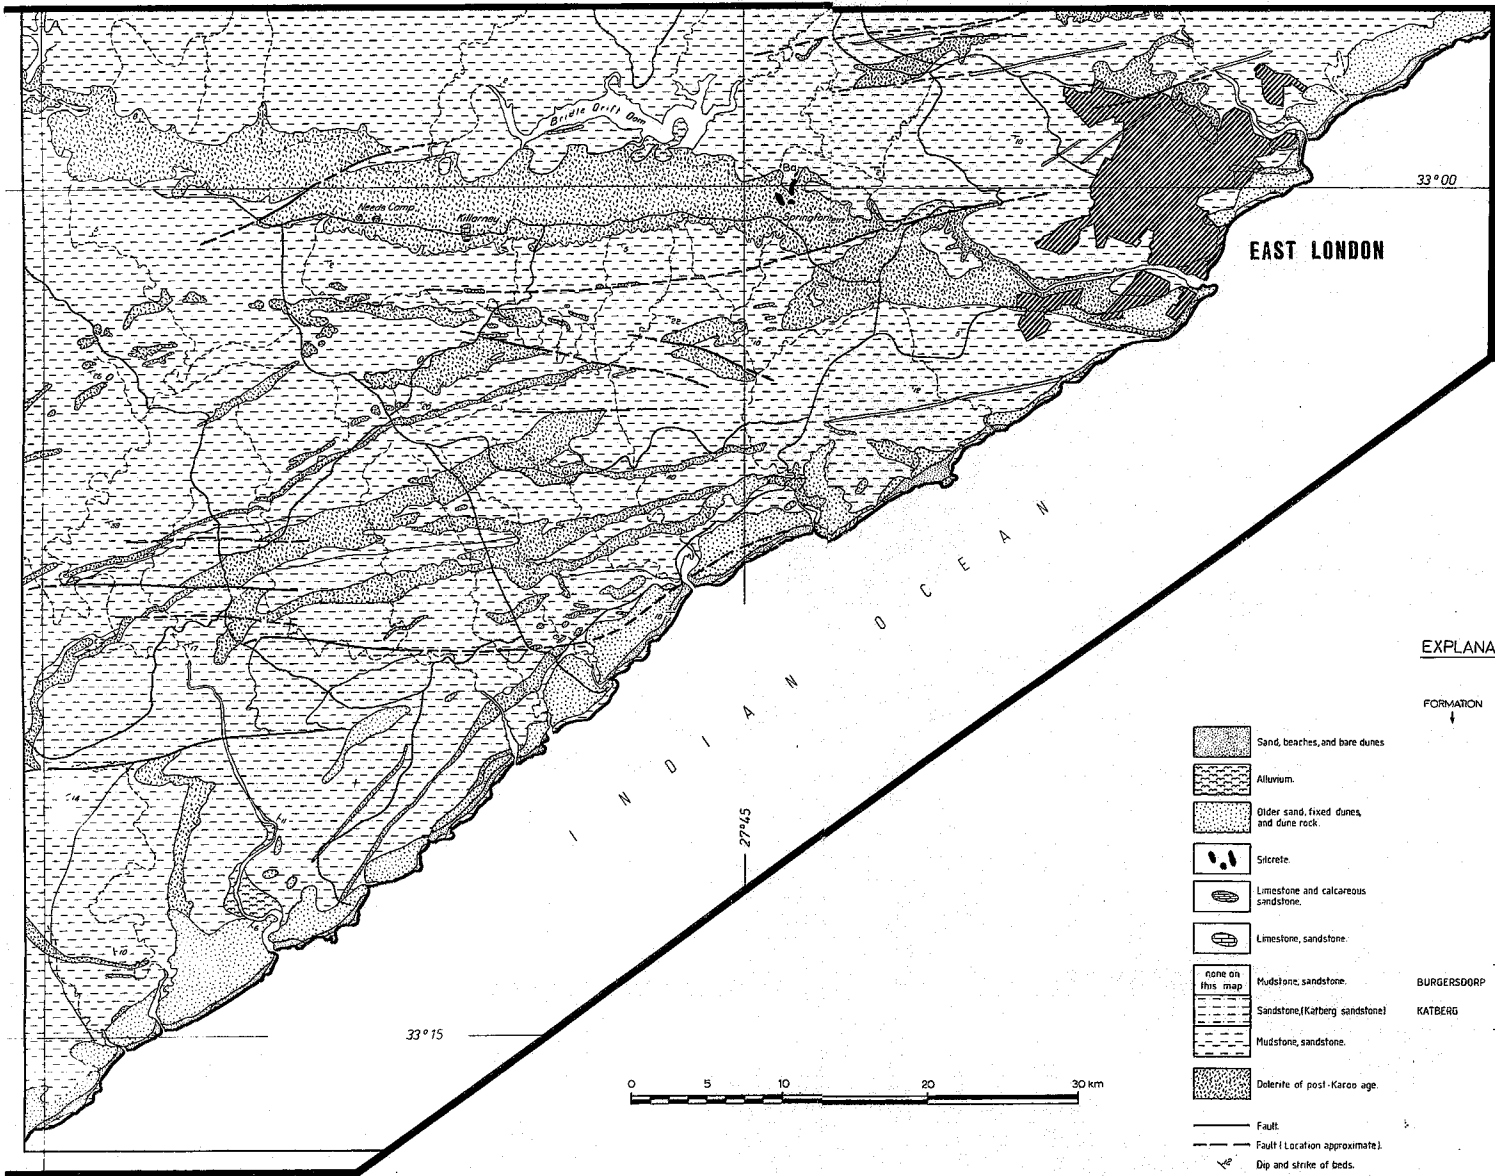 Bridle Drift Dam
33°00
Needs Camp
Killarney
EAST LONDON
INDIAN OCEAN
27°45
33°15
0 5 10 20 30 km
EXPLANA
FORMATION
Sand, beaches, and bare dunes
Alluvium.
Older sand, fixed dunes,
and dune rock.
Silcrete.
Limestone and calcareous
sandstone.
Limestone, sandstone.
none on
this map
Mudstone, sandstone. BURGERSDORP
Sandstone, (Katberg sandstone) KATBERG
Mudstone, sandstone.
Dolerite of post-Karoo age.
Fault.
Fault (Location approximate).
Dip and strike of beds.